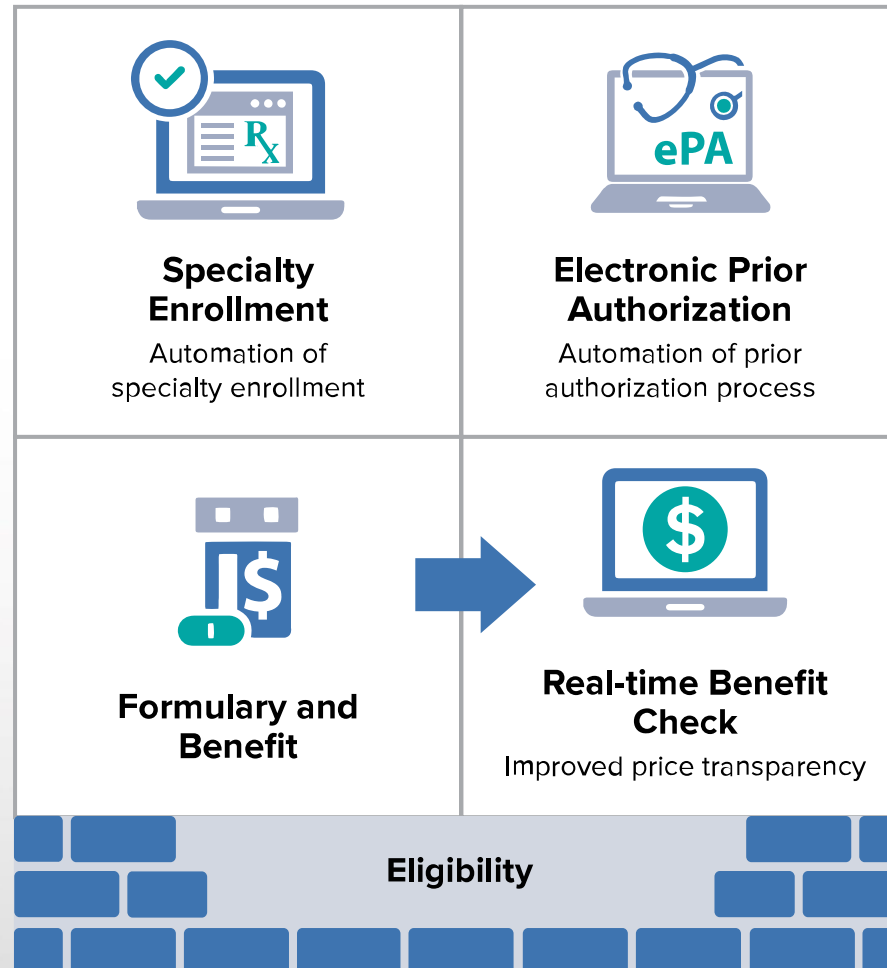 Rx
Specialty
Enrollment
Automation of
specialty enrollment
ePA
Electronic Prior
Authorization
Automation of prior
authorization process
$
Formulary and
Benefit
$
Real-time Benefit
Check
Improved price transparency
Eligibility